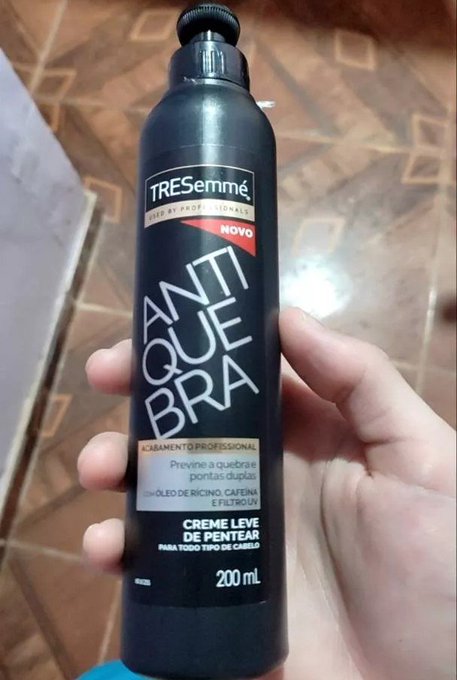 TRESemmé
USED BY PROFESSIONALS
NOVO
ANTI
QUE
BRA
ACABAMENTO PROFISSIONAL
Previne a quebra e
pontas duplas
COM ÓLEO DE RÍCINO, CAFEÍNA
E FILTRO UV
CREME LEVE
DE PENTEAR
PARA TODO TIPO DE CABELO
200 mL